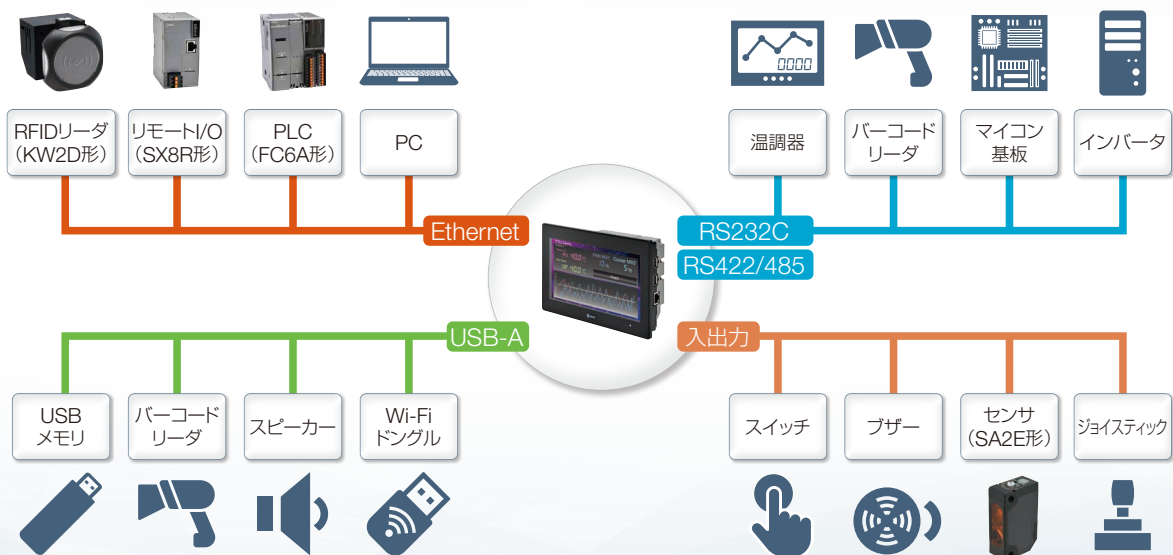 0000
RFIDリーダ
(KW2D形)
リモートI/O
(SX8R形)
PLC
(FC6A形)
PC
温調器
バーコード
リーダ
マイコン
基板
インバータ
Ethernet
RS232C
RS422/485
USB-A
入出力
USB
メモリ
バーコード
リーダ
スピーカー
Wi-Fi
ドングル
スイッチ
ブザー
センサ
(SA2E形)
ジョイスティック